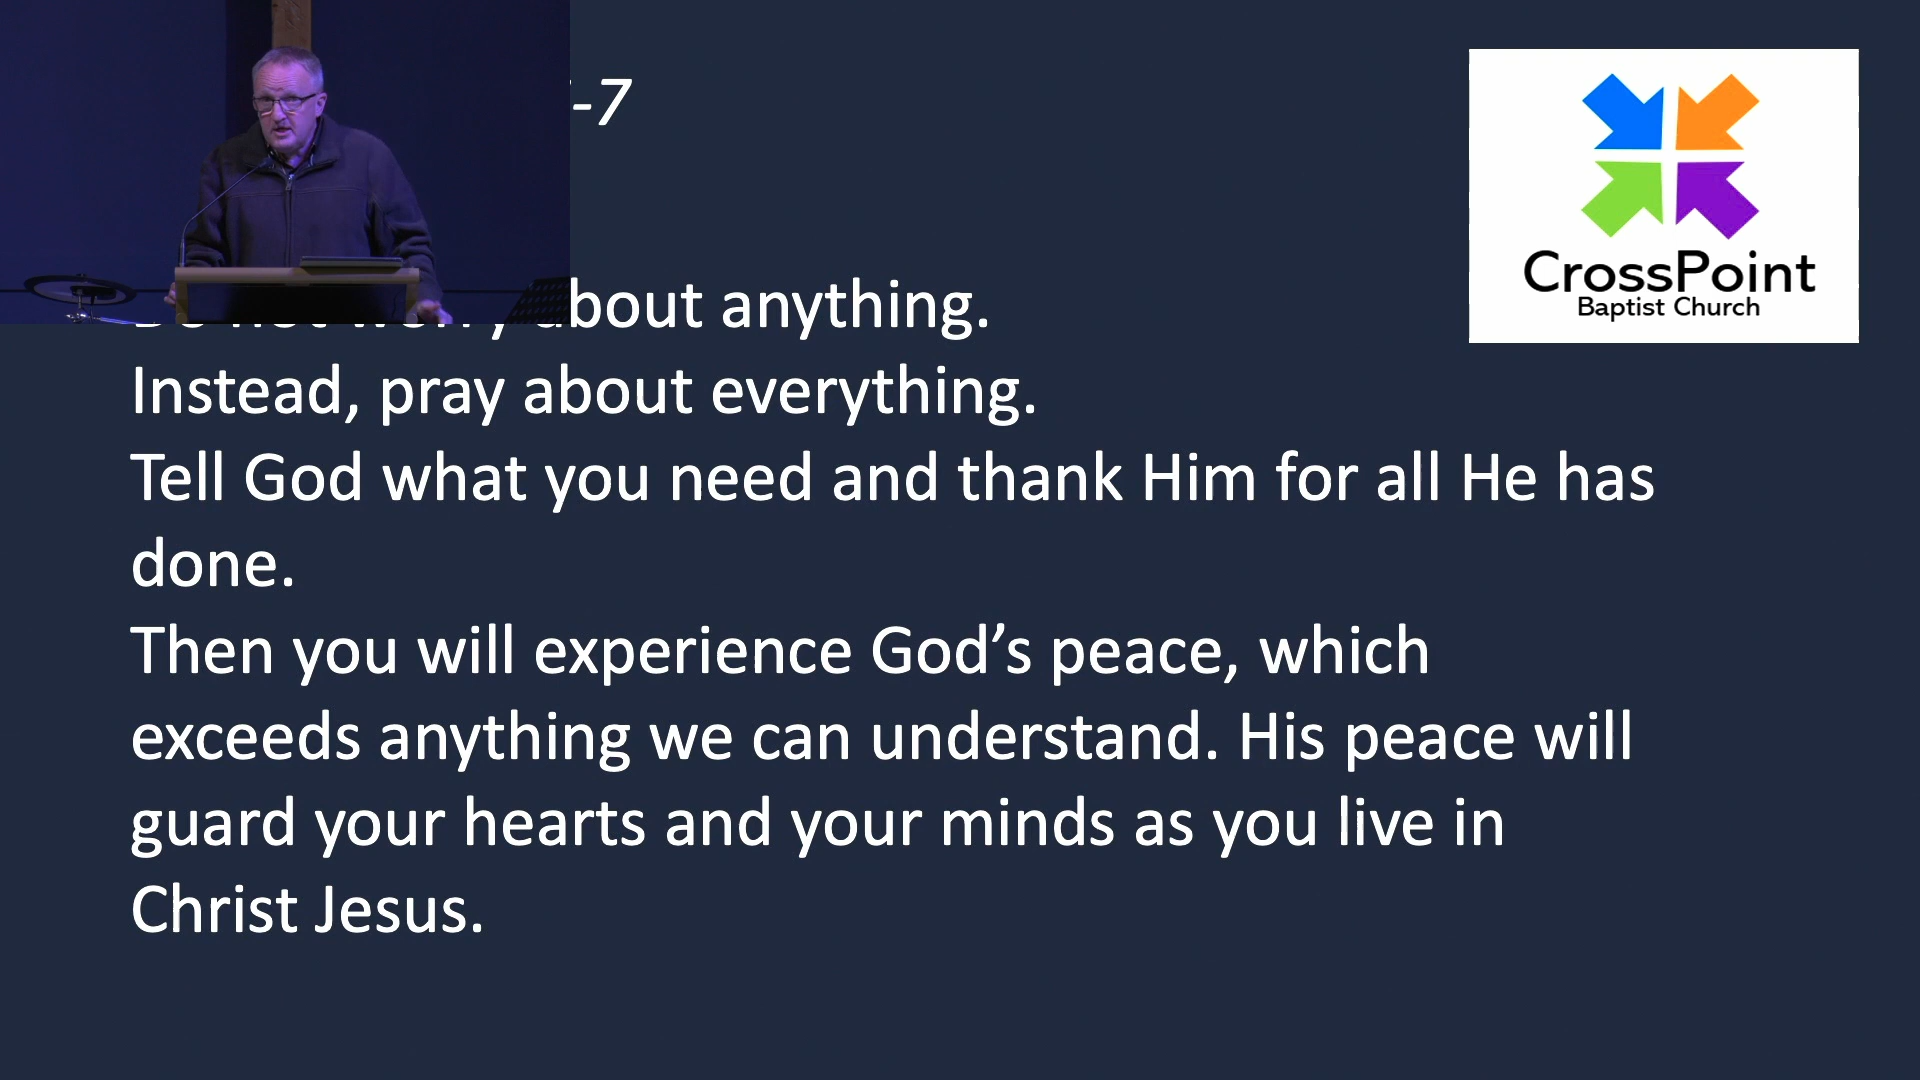 -7
about anything.
Instead, pray about everything.
Tell God what you need and thank Him for all He has
done.
Then you will experience God’s peace, which
exceeds anything we can understand. His peace will
guard your hearts and your minds as you live in
Christ Jesus.
CrossPoint
Baptist Church